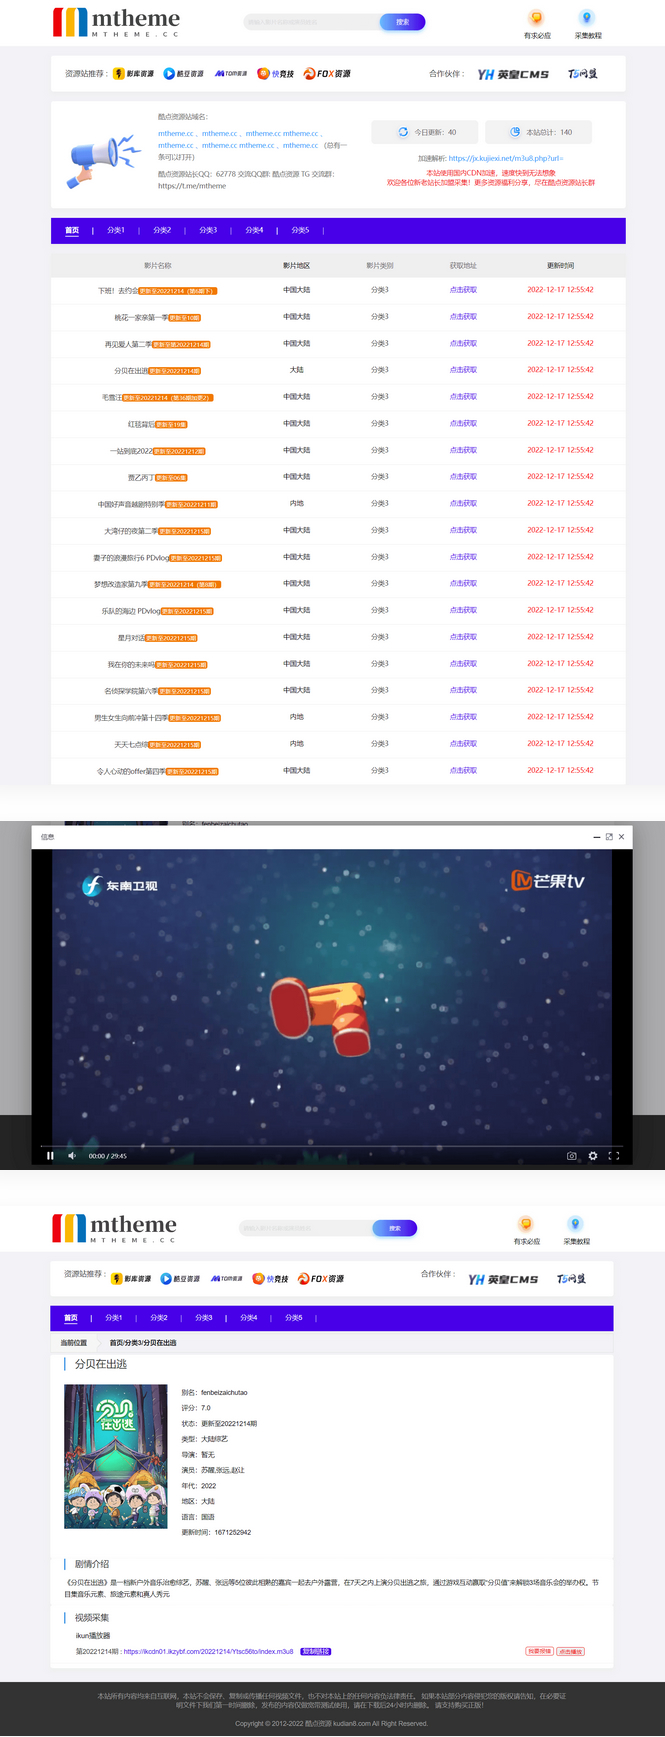 mtheme
MTHEME.CC
搜索
有求必应
采集教程
资源站推荐：
影库资源
酷豆资源
TOM资源
快竞技
FOX资源
合作伙伴：
YH 英皇CMS
酷点资源站长域名：
mtheme.cc 、mtheme.cc 、mtheme.cc mtheme.cc 、
mtheme.cc 、mtheme.cc mtheme.cc 、mtheme.cc （总有一
条可以打开）
酷点资源站长QQ：62778 交流QQ群: 酷点资源 TG 交流群：
https://t.me/mtheme
今日更新：40
本站总计：140
加速解析: https://jx.kujiexi.net/m3u8.php?url=
本站使用国内CDN加速，速度快到无法想象
欢迎各位新老站长加盟采集！更多资源福利分享，尽在酷点资源站长群
首页 | 分类1 | 分类2 | 分类3 | 分类4 | 分类5 |
影片名称 影片地区 影片类别 获取地址 更新时间
下班！去约会 更新至20221214（第6期下） 中国大陆 分类3 点击获取 2022-12-17 12:55:42
桃花一家亲第一季 更新至10期 中国大陆 分类3 点击获取 2022-12-17 12:55:42
再见爱人第二季 更新至第20221214期 中国大陆 分类3 点击获取 2022-12-17 12:55:42
分贝在出逃 更新至20221214期 大陆 分类3 点击获取 2022-12-17 12:55:42
毛雪汪 更新至20221214（第36期加更2） 中国大陆 分类3 点击获取 2022-12-17 12:55:42
红毯背后 更新至19集 中国大陆 分类3 点击获取 2022-12-17 12:55:42
一站到底2022 更新至20221212期 中国大陆 分类3 点击获取 2022-12-17 12:55:42
贾乙丙丁 更新至06集 中国大陆 分类3 点击获取 2022-12-17 12:55:42
中国好声音越剧特别季 更新至20221211期 内地 分类3 点击获取 2022-12-17 12:55:42
大湾仔的夜第二季 更新至20221215期 中国大陆 分类3 点击获取 2022-12-17 12:55:42
妻子的浪漫旅行6 PDvlog 更新至20221215期 中国大陆 分类3 点击获取 2022-12-17 12:55:42
梦想改造家第九季 更新至20221214（第8期） 中国大陆 分类3 点击获取 2022-12-17 12:55:42
乐队的海边 PDvlog 更新至20221215期 中国大陆 分类3 点击获取 2022-12-17 12:55:42
星月对话 更新至20221215期 中国大陆 分类3 点击获取 2022-12-17 12:55:42
我在你的未来吗 更新至20221215期 中国大陆 分类3 点击获取 2022-12-17 12:55:42
名侦探学院第六季 更新至20221215期 中国大陆 分类3 点击获取 2022-12-17 12:55:42
男生女生向前冲第十四季 更新至20221215期 内地 分类3 点击获取 2022-12-17 12:55:42
天天七点综 更新至20221215期 内地 分类3 点击获取 2022-12-17 12:55:42
令人心动的offer第四季 更新至20221215期 中国大陆 分类3 点击获取 2022-12-17 12:55:42
别名：fenbeizaichutao
信息
东南卫视
芒果tv
00:00 / 29:45
mtheme
MTHEME.CC
搜索
有求必应
采集教程
资源站推荐：
影库资源
酷豆资源
TOM资源
快竞技
FOX资源
合作伙伴：
YH 英皇CMS
首页 | 分类1 | 分类2 | 分类3 | 分类4 | 分类5 |
当前位置 首页/分类3/分贝在出逃
分贝在出逃
分贝
在出逃
别名：fenbeizaichutao
评分：7.0
状态：更新至20221214期
类型：大陆综艺
导演：暂无
演员：苏醒,张远,赵让
年代：2022
地区：大陆
语言：国语
更新时间：1671252942
剧情介绍
《分贝在出逃》是一档新户外音乐治愈综艺，苏醒、张远等5位彼此相熟的嘉宾一起去户外露营，在7天之内上演分贝出逃之旅，通过游戏互动赢取“分贝值”来解锁3场音乐会的举办权。节
目集音乐元素、旅途元素和真人秀元
视频采集
ikun播放器
第20221214期 : https://ikcdn01.ikzybf.com/20221214/Ytsc56to/index.m3u8 复制链接 我要报错 点击播放
本站所有内容均来自互联网，本站不会保存、复制或传播任何视频文件，也不对本站上的任何内容负法律责任。 如果本站部分内容侵犯您的版权请告知，在必要证
明文件下我们第一时间删除，发布的内容仅做宽带测试使用，请在下载后24小时内删除。 请支持购买正版！
Copyright © 2012-2022 酷点资源 kudian8.com All Right Reserved.